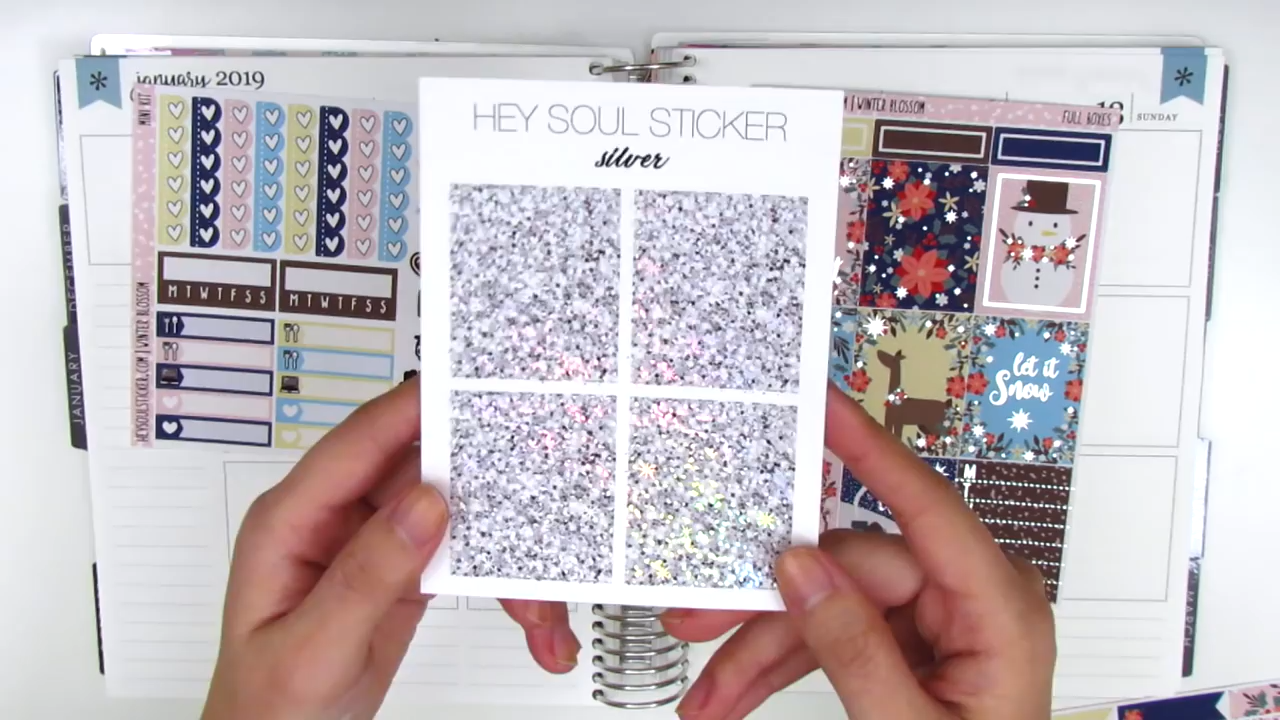 january 2019
HEY SOUL STICKER
silver
MINI KIT
HEYSOULSTICKER.COM | WINTER BLOSSOM
M T W T F S S
M T W T F S S
| WINTER BLOSSOM
FULL BOXES
SUNDAY
let it
Snow
M
T
DECEMBER
JANUARY
MARCH